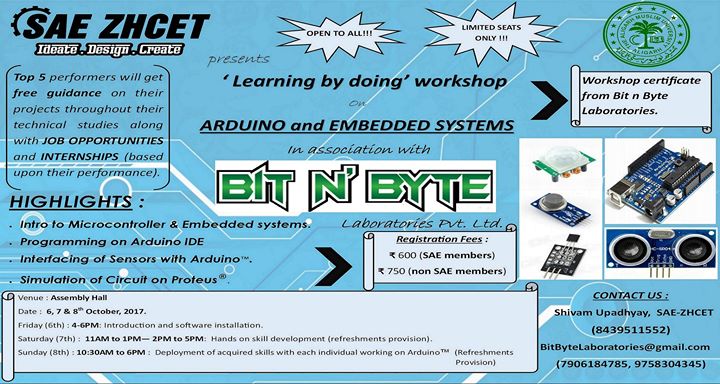 SAE ZHCET
Ideate . Design . Create
OPEN TO ALL!!!
LIMITED SEATS
ONLY !!!
presents
‘ Learning by doing’ workshop
On
ARDUINO and EMBEDDED SYSTEMS
In association with
BIT N’ BYTE
Laboratories Pvt. Ltd.
Top 5 performers will get
free guidance on their
projects throughout their
technical studies along
with JOB OPPORTUNITIES
and INTERNSHIPS (based
upon their performance).
Workshop certificate
from Bit n Byte
Laboratories.
HIGHLIGHTS :
. Intro to Microcontroller & Embedded systems.
. Programming on Arduino IDE
. Interfacing of Sensors with Arduino™.
. Simulation of Circuit on Proteus®.
Registration Fees :
₹ 600 (SAE members)
₹ 750 (non SAE members)
HC-SR04
Venue : Assembly Hall
Date : 6, 7 & 8th October, 2017.
Friday (6th) : 4-6PM: Introduction and software installation.
Saturday (7th) : 11AM to 1PM— 2PM to 5PM: Hands on skill development (refreshments provision).
Sunday (8th) : 10:30AM to 6PM : Deployment of acquired skills with each individual working on Arduino™ (Refreshments
Provision)
CONTACT US :
Shivam Upadhyay, SAE-ZHCET
(8439511552)
BitByteLaboratories@gmail.com
(7906184785, 9758304345)